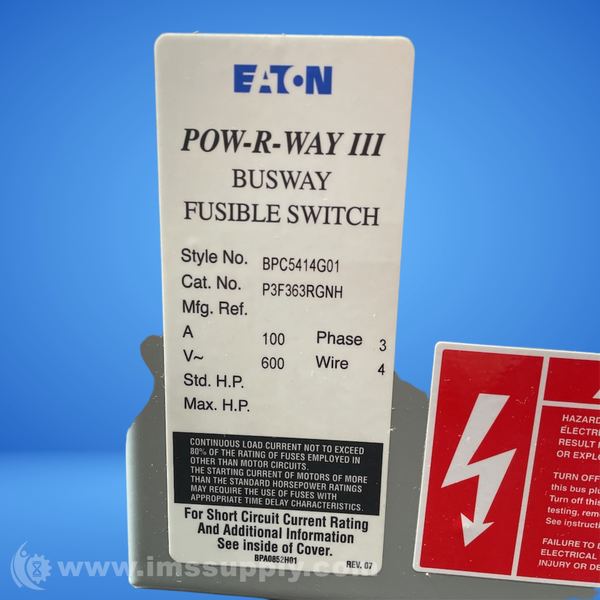 EATON
POW-R-WAY III
BUSWAY
FUSIBLE SWITCH
Style No. BPC5414G01
Cat. No. P3F363RGNH
Mfg. Ref.
A 100 Phase 3
V~ 600 Wire 4
Std. H.P.
Max. H.P.
CONTINUOUS LOAD CURRENT NOT TO EXCEED
80% OF THE RATING OF FUSES EMPLOYED IN
OTHER THAN MOTOR CIRCUITS.
THE STARTING CURRENT OF MOTORS OF MORE
THAN THE STANDARD HORSEPOWER RATINGS
MAY REQUIRE THE USE OF FUSES WITH
APPROPRIATE TIME DELAY CHARACTERISTICS.
For Short Circuit Current Rating
And Additional Information
See inside of Cover.
BPA0852H01 REV. 07
HAZARD
ELECTRI
RESULT
OR EXPLO
TURN OFF
this bus plu
Turn off this
testing, rem
See instructi
FAILURE TO
ELECTRICAL
INJURY OR DE
www.imssupply.com